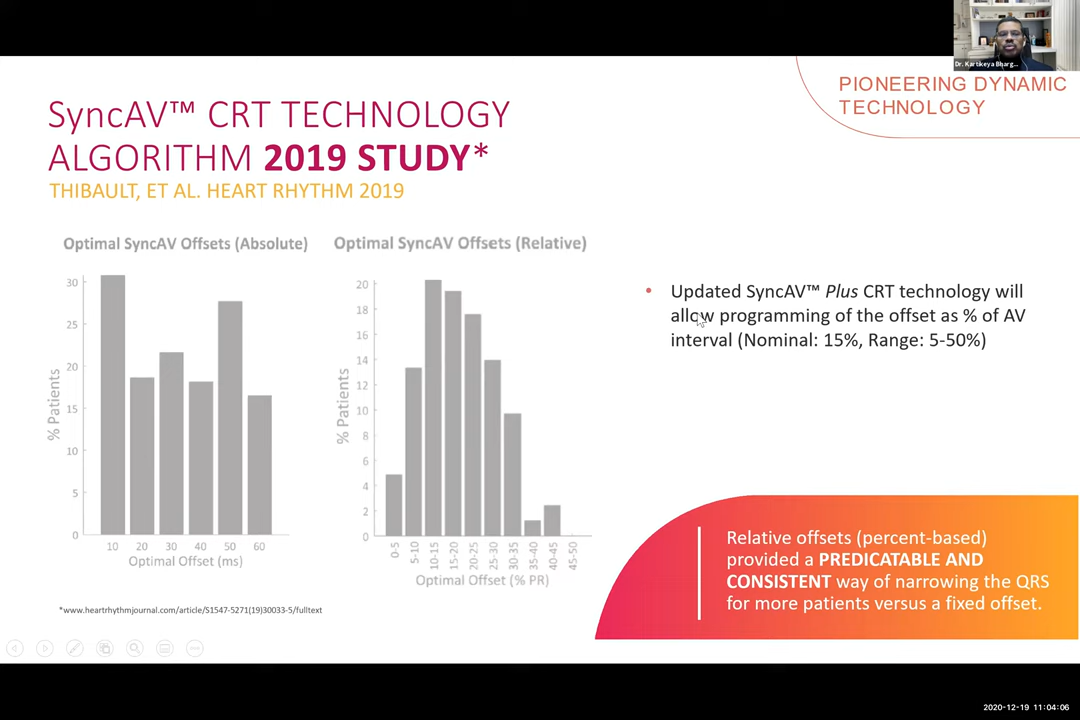 Dr. Kartikeya Bharg...
PIONEERING DYNAMIC
TECHNOLOGY
SyncAV™ CRT TECHNOLOGY
ALGORITHM 2019 STUDY*
THIBAULT, ET AL. HEART RHYTHM 2019
Optimal SyncAV Offsets (Absolute)
% Patients
30
25
20
15
10
5
0
10 20 30 40 50 60
Optimal Offset (ms)
Optimal SyncAV Offsets (Relative)
% Patients
20
18
16
14
12
10
8
6
4
2
0
0-5 5-10 10-15 15-20 20-25 25-30 30-35 35-40 40-45 45-50
Optimal Offset (% PR)
• Updated SyncAV™ Plus CRT technology will
allow programming of the offset as % of AV
interval (Nominal: 15%, Range: 5-50%)
Relative offsets (percent-based)
provided a PREDICATABLE AND
CONSISTENT way of narrowing the QRS
for more patients versus a fixed offset.
*www.heartrhythmjournal.com/article/S1547-5271(19)30033-5/fulltext
2020-12-19 11:04:06